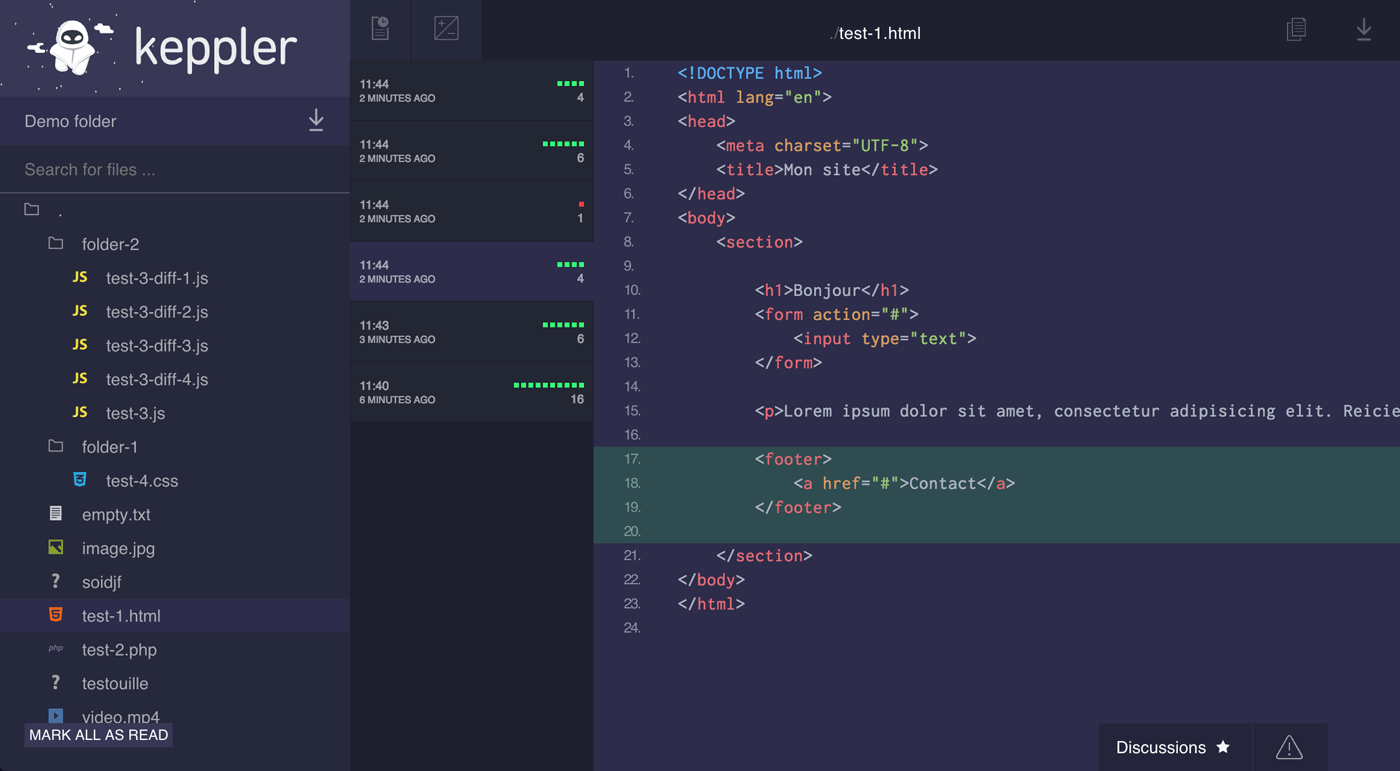 keppler
Demo folder
Search for files ...
.
folder-2
JS test-3-diff-1.js
JS test-3-diff-2.js
JS test-3-diff-3.js
JS test-3-diff-4.js
JS test-3.js
folder-1
test-4.css
empty.txt
image.jpg
? soidjf
5 test-1.html
php test-2.php
? testouille
video.mp4
MARK ALL AS READ
11:44
2 MINUTES AGO 4
11:44
2 MINUTES AGO 6
11:44
2 MINUTES AGO 1
11:44
2 MINUTES AGO 4
11:43
3 MINUTES AGO 6
11:40
6 MINUTES AGO 16
./test-1.html
1. <!DOCTYPE html>
2. <html lang="en">
3. <head>
4. <meta charset="UTF-8">
5. <title>Mon site</title>
6. </head>
7. <body>
8. <section>
9.
10. <h1>Bonjour</h1>
11. <form action="#">
12. <input type="text">
13. </form>
14.
15. <p>Lorem ipsum dolor sit amet, consectetur adipisicing elit. Reicie
16.
17. <footer>
18. <a href="#">Contact</a>
19. </footer>
20.
21. </section>
22. </body>
23. </html>
24.
Discussions ★